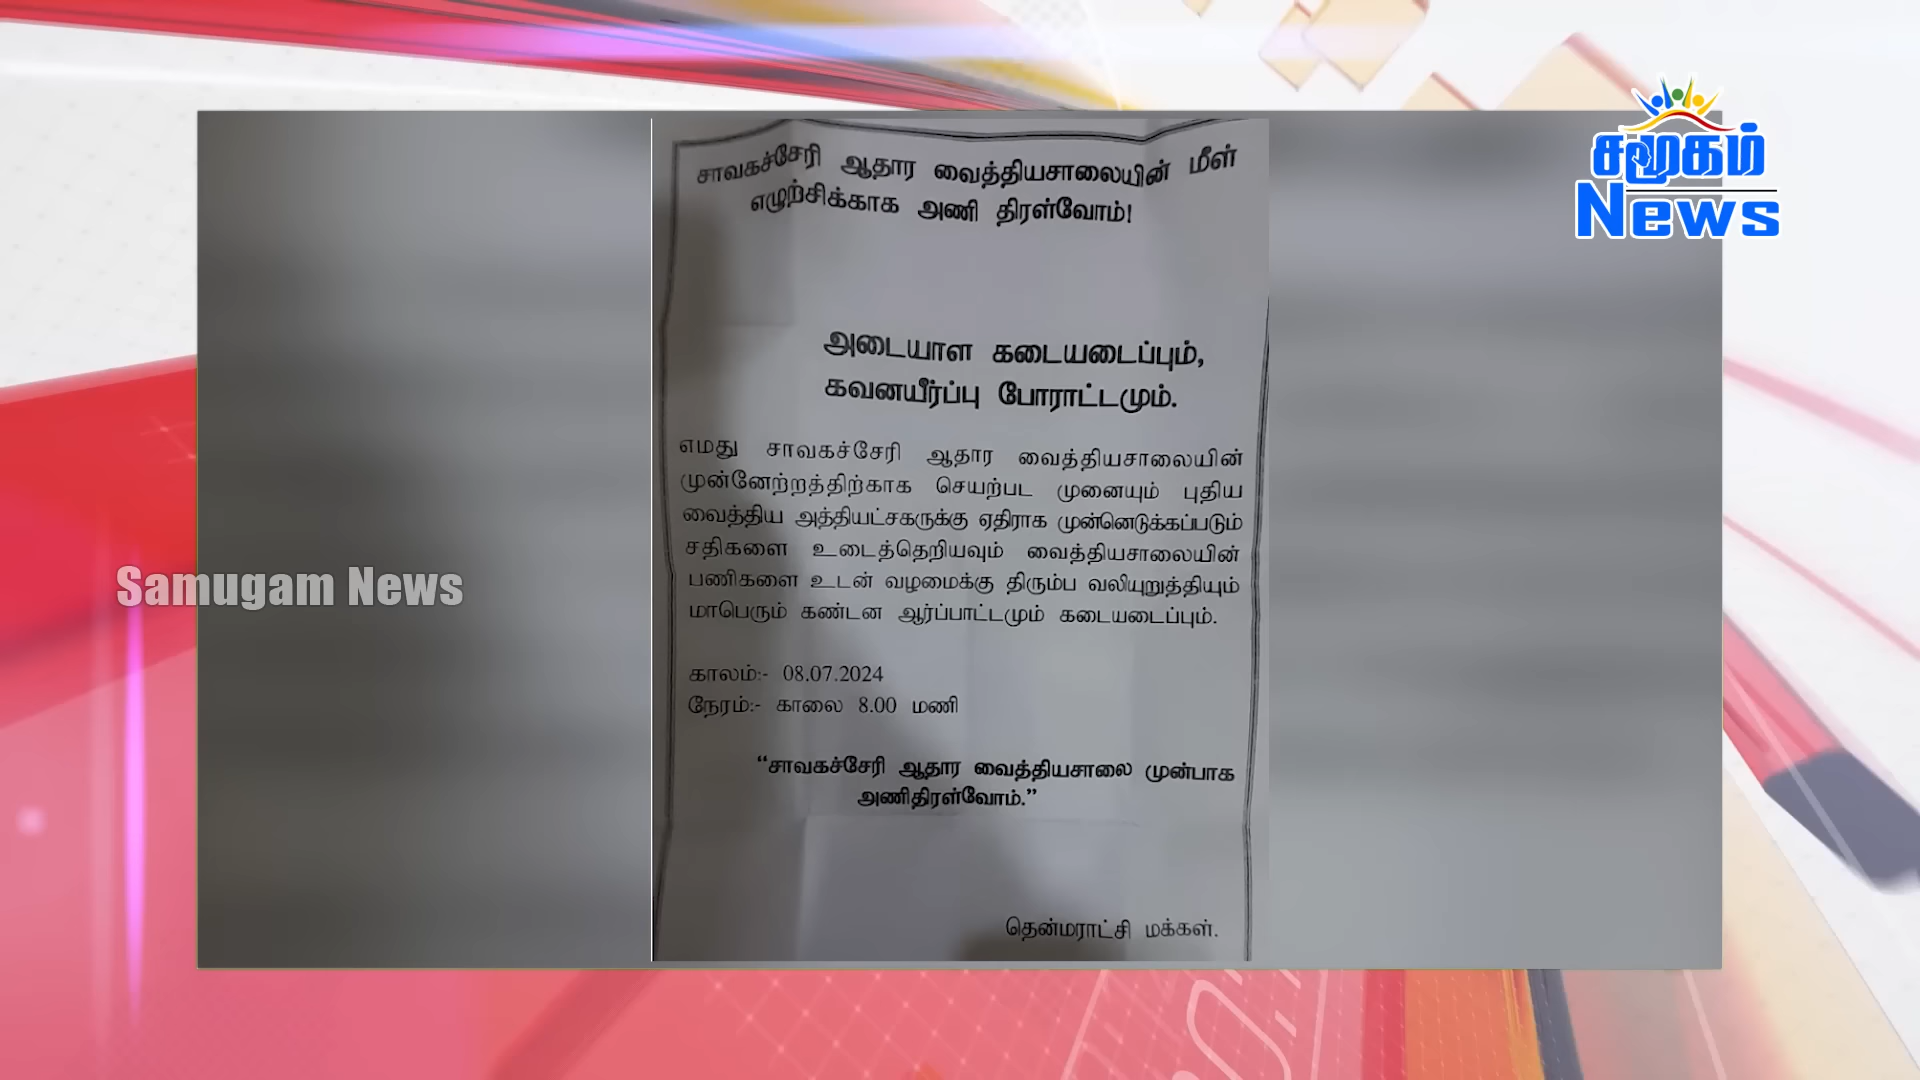 சமூகம்
News
சாவகச்சேரி ஆதார வைத்தியசாலையின் மீள்
எழுற்சிக்காக அணி திரள்வோம்!
அடையாள கடையடைப்பும்,
கவனயீர்ப்பு போராட்டமும்.
எமது சாவகச்சேரி ஆதார வைத்தியசாலையின்
முன்னேற்றத்திற்காக செயற்பட முனையும் புதிய
வைத்திய அத்தியட்சகருக்கு ஏதிராக முன்னெடுக்கப்படும்
சதிகளை உடைத்தெறியவும் வைத்தியசாலையின்
பணிகளை உடன் வழமைக்கு திரும்ப வலியுறுத்தியும்
மாபெரும் கண்டன ஆர்ப்பாட்டமும் கடையடைப்பும்.
Samugam News
காலம்:- 08.07.2024
நேரம்:- காலை 8.00 மணி
“சாவகச்சேரி ஆதார வைத்தியசாலை முன்பாக
அணிதிரள்வோம்.”
தென்மராட்சி மக்கள்.